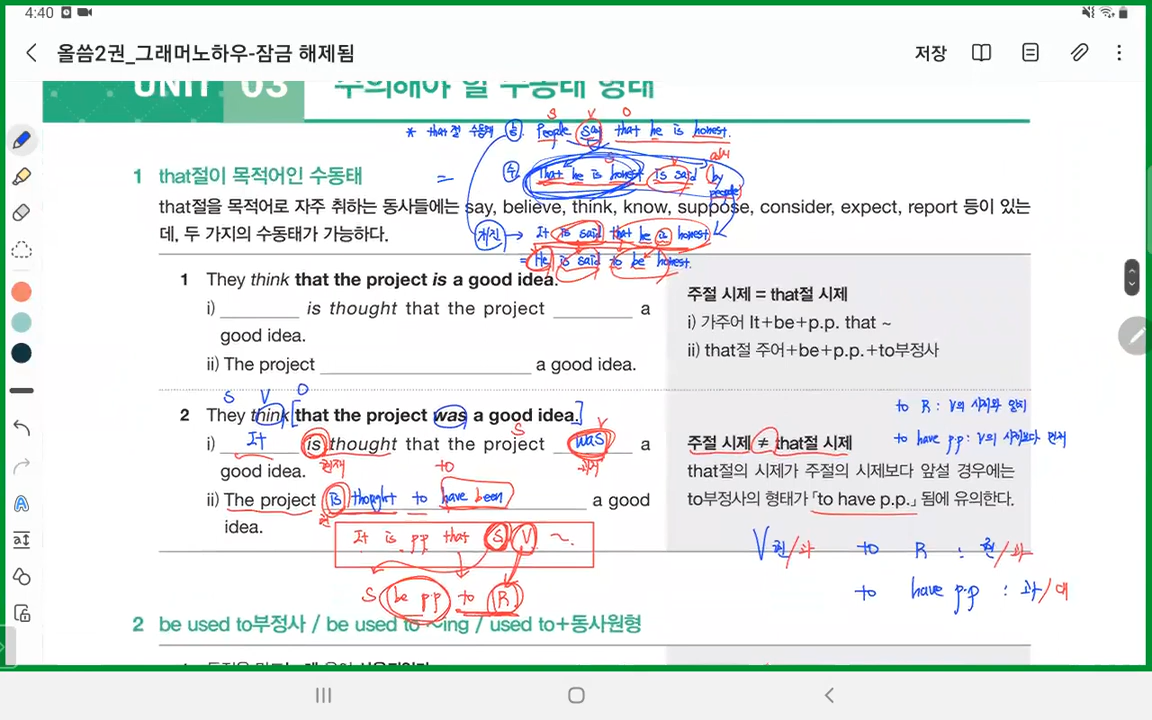 4:40
올씀2권_그래머노하우-잠금 해제됨
저장
UNIT 03 주의해야 할 수동태 형태
S V O
* that절 수동태 능. People say that he is honest.
수. That he is honest is said (by people)
가진 → It is said that he is honest
= He is said to be honest.
1 that절이 목적어인 수동태
that절을 목적어로 자주 취하는 동사들에는 say, believe, think, know, suppose, consider, expect, report 등이 있는
데, 두 가지의 수동태가 가능하다.
1 They think that the project is a good idea.
i) ________ is thought that the project ________ a
good idea.
ii) The project ______________________ a good idea.
주절 시제 = that절 시제
i) 가주어 It+be+p.p. that ~
ii) that절 주어+be+p.p.+to부정사
S V O
2 They think [that the project was a good idea.]
S V
i) It is thought that the project was a
현재 과거
good idea.
to
ii) The project is thought to have been a good
현
idea.
to R : V의 시제와 일치
to have p.p : V의 시제보다 먼저
주절 시제 ≠ that절 시제
that절의 시제가 주절의 시제보다 앞설 경우에는
to부정사의 형태가 「to have p.p.」 됨에 유의한다.
It is pp that S V ~.
S be pp to R
V현/과 to R : 현/과
to have p.p : 과/대
2 be used to부정사 / be used to ~ing / used to+동사원형